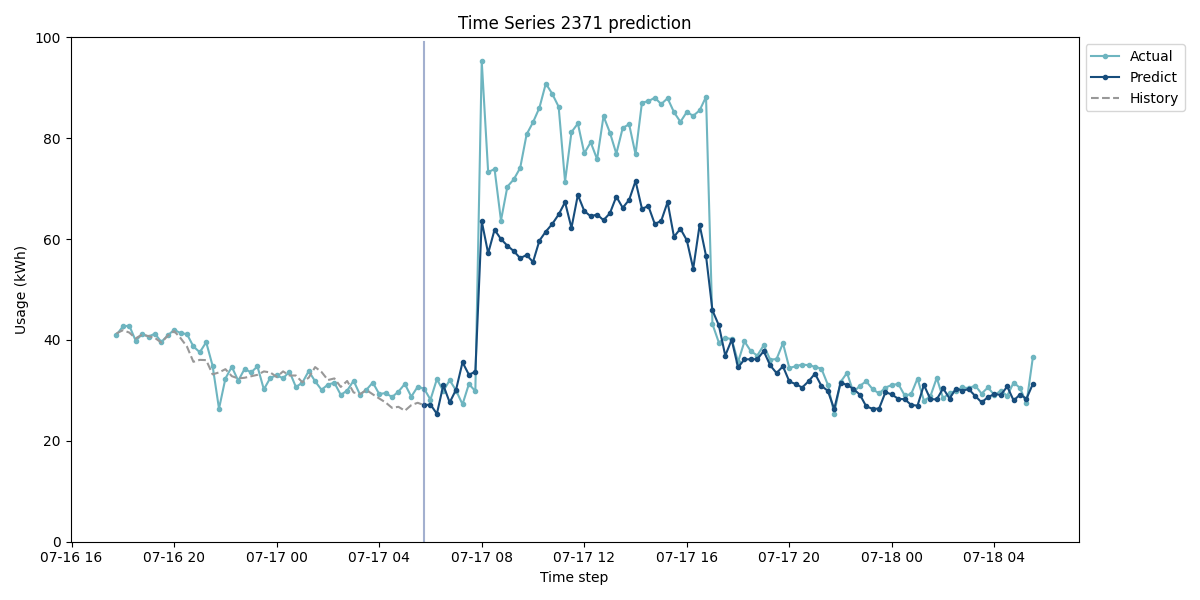 Time Series 2371 prediction
100
80
60
40
20
0
Usage (kWh)
07-16 16 07-16 20 07-17 00 07-17 04 07-17 08 07-17 12 07-17 16 07-17 20 07-18 00 07-18 04
Time step
Actual
Predict
History